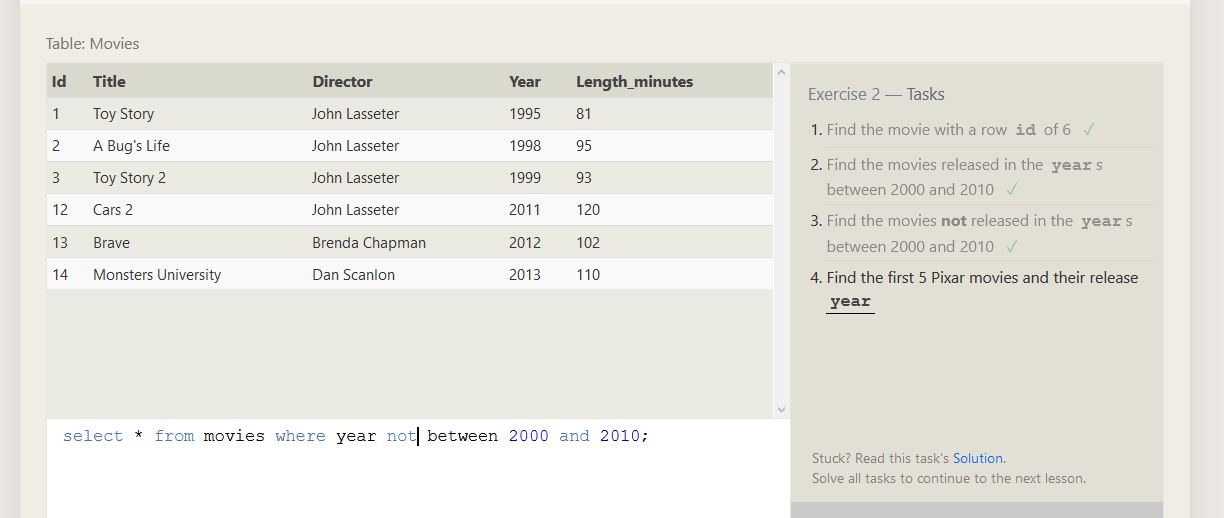 Table: Movies
Id Title Director Year Length_minutes
1 Toy Story John Lasseter 1995 81
2 A Bug's Life John Lasseter 1998 95
3 Toy Story 2 John Lasseter 1999 93
12 Cars 2 John Lasseter 2011 120
13 Brave Brenda Chapman 2012 102
14 Monsters University Dan Scanlon 2013 110
select * from movies where year not between 2000 and 2010;
Exercise 2 — Tasks
1. Find the movie with a row id of 6 ✓
2. Find the movies released in the year s
between 2000 and 2010 ✓
3. Find the movies not released in the year s
between 2000 and 2010 ✓
4. Find the first 5 Pixar movies and their release
year
Stuck? Read this task's Solution.
Solve all tasks to continue to the next lesson.